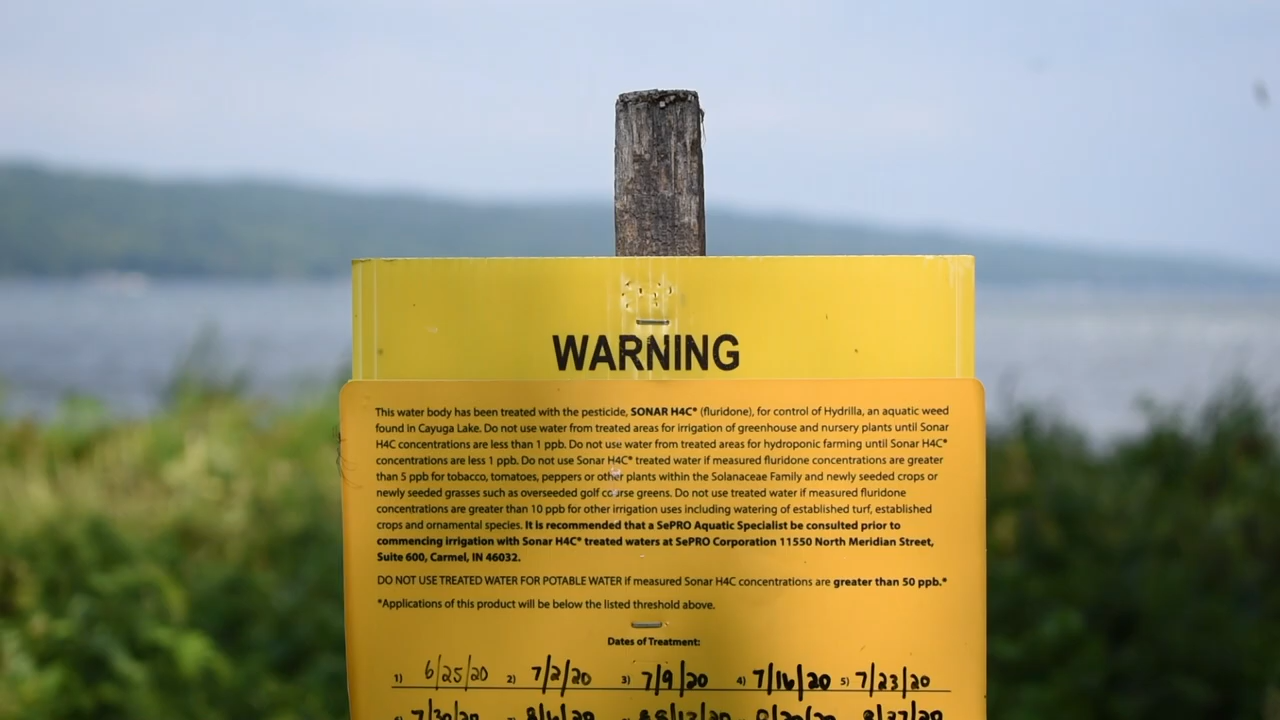 WARNING
This water body has been treated with the pesticide, SONAR H4C* (fluridone), for control of Hydrilla, an aquatic weed
found in Cayuga Lake. Do not use water from treated areas for irrigation of greenhouse and nursery plants until Sonar
H4C concentrations are less than 1 ppb. Do not use water from treated areas for hydroponic farming until Sonar H4C*
concentrations are less 1 ppb. Do not use Sonar H4C* treated water if measured fluridone concentrations are greater
than 5 ppb for tobacco, tomatoes, peppers or other plants within the Solanaceae Family and newly seeded crops or
newly seeded grasses such as overseeded golf course greens. Do not use treated water if measured fluridone
concentrations are greater than 10 ppb for other irrigation uses including watering of established turf, established
crops and ornamental species. It is recommended that a SePRO Aquatic Specialist be consulted prior to
commencing irrigation with Sonar H4C* treated waters at SePRO Corporation 11550 North Meridian Street,
Suite 600, Carmel, IN 46032.
DO NOT USE TREATED WATER FOR POTABLE WATER if measured Sonar H4C concentrations are greater than 50 ppb.*
*Applications of this product will be below the listed threshold above.
Dates of Treatment:
1) 6/25/20 2) 7/2/20 3) 7/9/20 4) 7/16/20 5) 7/23/20
7/30/20 8/6/20 8/27/20